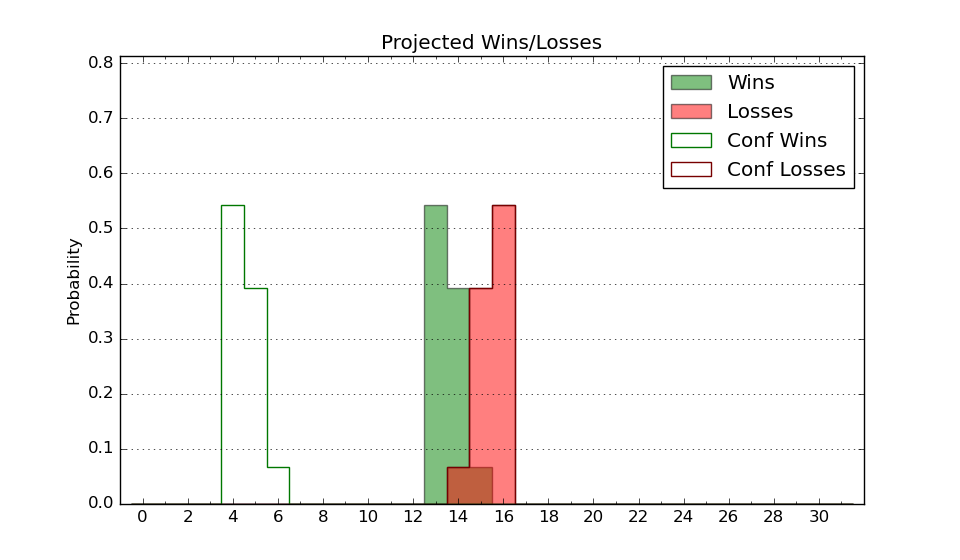 Projected Wins/Losses
0.8
0.7
0.6
0.5
0.4
0.3
0.2
0.1
0.0
Probability
Wins
Losses
Conf Wins
Conf Losses
0 2 4 6 8 10 12 14 16 18 20 22 24 26 28 30